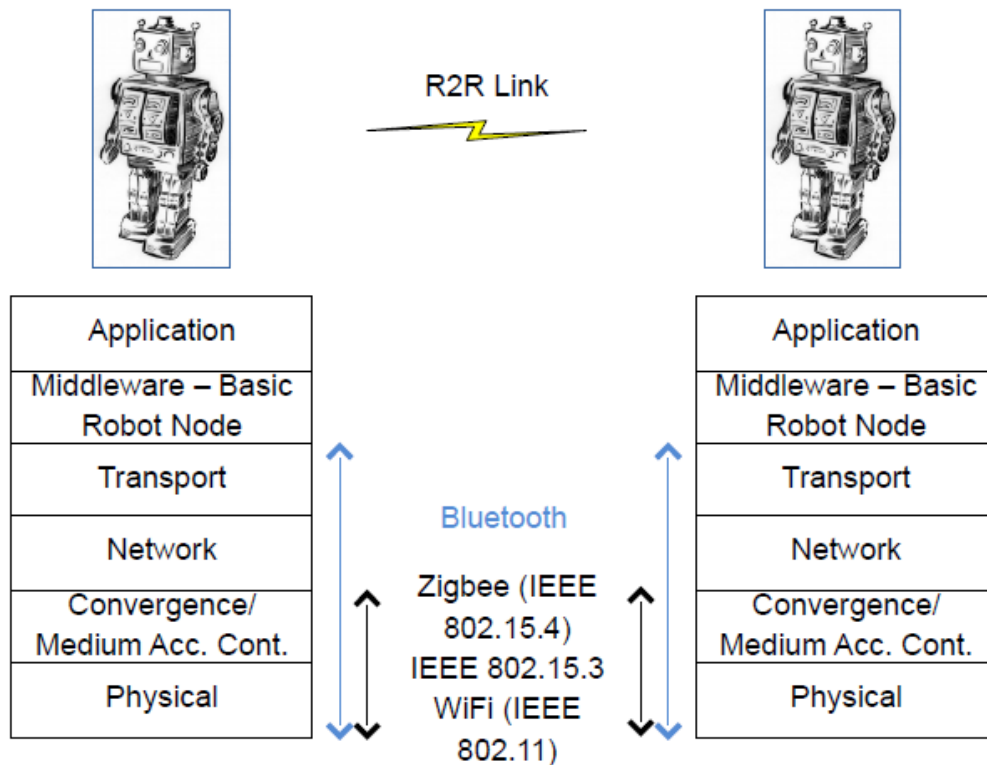 R2R Link
Application
Middleware – Basic
Robot Node
Transport
Network
Convergence/
Medium Acc. Cont.
Physical
Bluetooth
Zigbee (IEEE
802.15.4)
IEEE 802.15.3
WiFi (IEEE
802.11)
Application
Middleware – Basic
Robot Node
Transport
Network
Convergence/
Medium Acc. Cont.
Physical